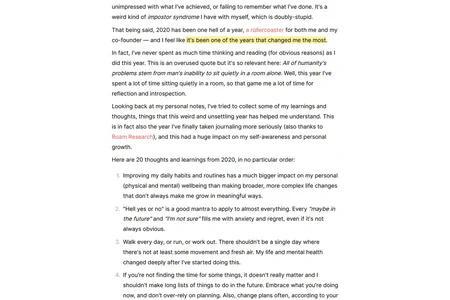 unimpressed with what I've achieved, or failing to remember what I've done. It's a
weird kind of impostor syndrome I have with myself, which is doubly-stupid.
That being said, 2020 has been one hell of a year, a rollercoaster for both me and my
co-founder — and I feel like it's been one of the years that changed me the most.
In fact, I've never spent as much time thinking and reading (for obvious reasons) as I
did this year. This is an overused quote but it's so relevant here: All of humanity's
problems stem from man's inability to sit quietly in a room alone. Well, this year I've
spent a lot of time sitting quietly in a room, so that game me a lot of time for
reflection and introspection.
Looking back at my personal notes, I've tried to collect some of my learnings and
thoughts, things that this weird and unsettling year has helped me understand. This
is in fact also the year I've finally taken journaling more seriously (also thanks to
Roam Research), and this had a huge impact on my self-awareness and personal
growth.
Here are 20 thoughts and learnings from 2020, in no particular order:
1. Improving my daily habits and routines has a much bigger impact on my personal
(physical and mental) wellbeing than making broader, more complex life changes
that don't always make me grow in meaningful ways.
2. "Hell yes or no" is a good mantra to apply to almost everything. Every "maybe in
the future" and "I'm not sure" fills me with anxiety and regret, even if it's not
always obvious.
3. Walk every day, or run, or work out. There shouldn't be a single day where
there's not at least some movement and fresh air. My life and mental health
changed deeply after I've started doing this.
4. If you're not finding the time for some things, it doesn't really matter and I
shouldn't make long lists of things to do in the future. Embrace what you're doing
now, and don't over-rely on planning. Also, change plans often, according to your